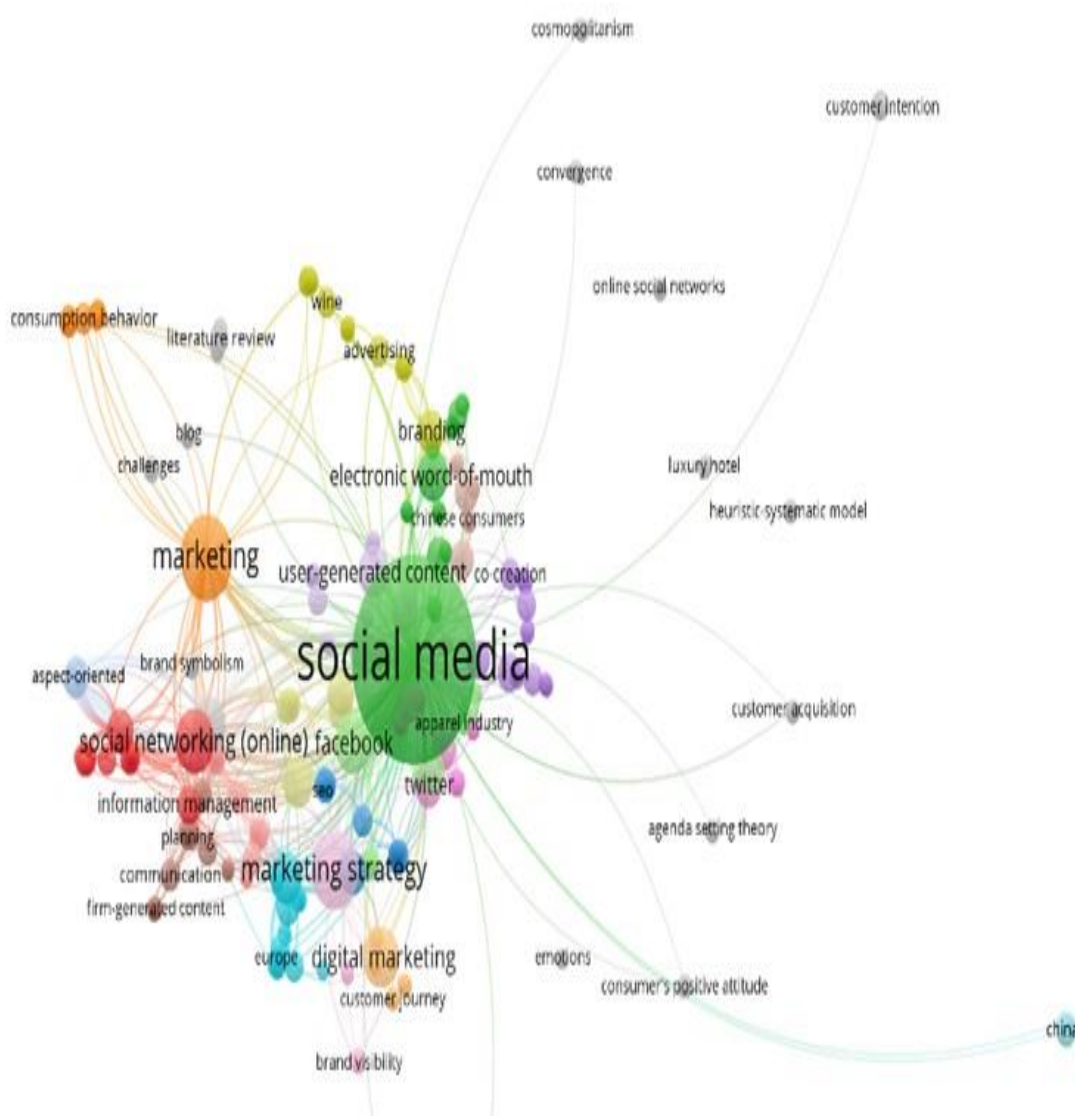 cosmopolitanism
customer intention
convergence
online social networks
wine
consumption behavior
literature review
advertising
blog
branding
challenges
electronic word-of-mouth
luxury hotel
heuristic-systematic model
chinese consumers
marketing
user-generated content
co-creation
social media
brand symbolism
aspect-oriented
customer acquisition
apparel industry
social networking (online)
facebook
twitter
seo
information management
agenda setting theory
planning
marketing strategy
communication
firm-generated content
europe
digital marketing
emotions
consumer's positive attitude
customer journey
china
brand visibility